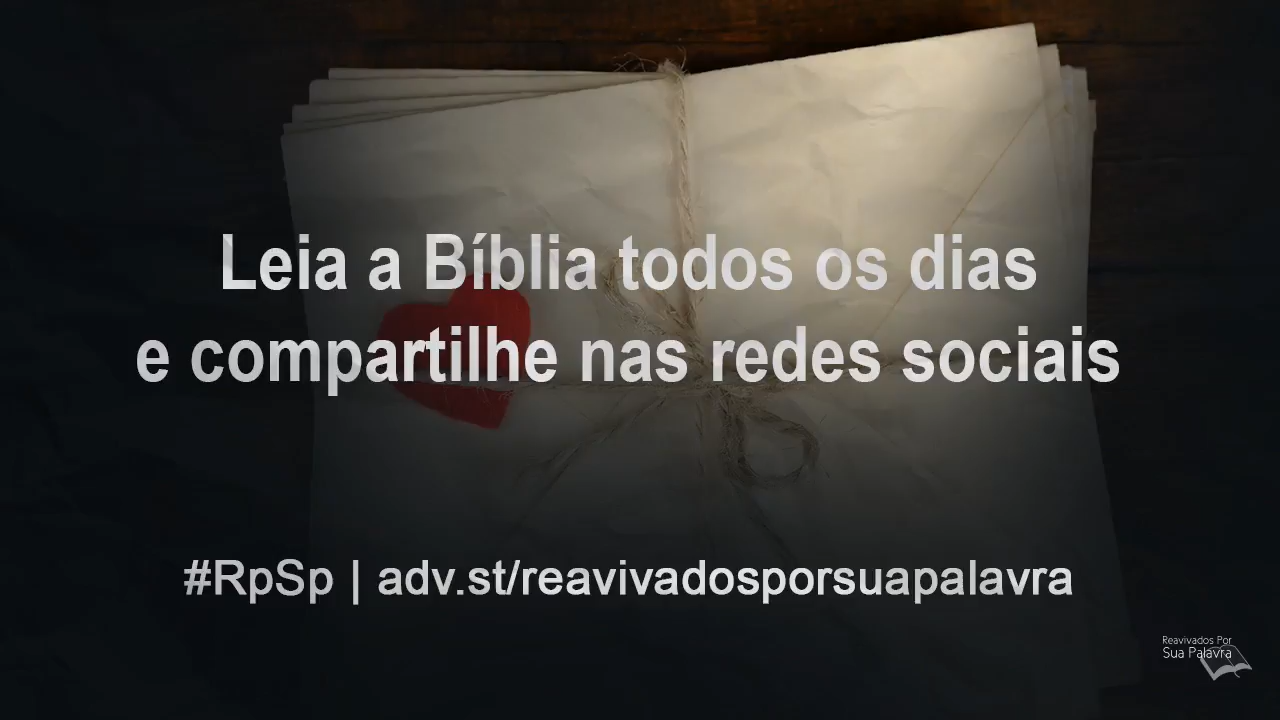 Leia a Bíblia todos os dias
e compartilhe nas redes sociais
#RpSp | adv.st/reavivadosporsuapalavra
Reavivados Por
Sua Palavra